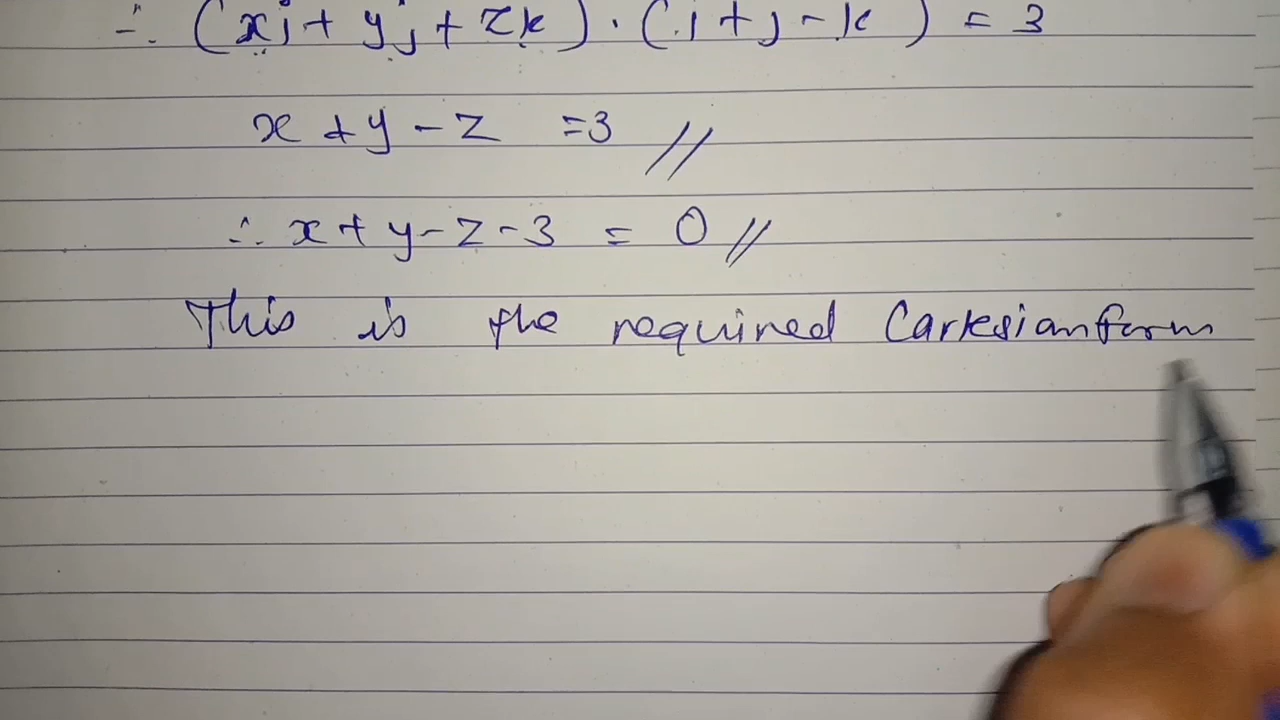 ∴ (xi + yj + zk) · (i + j - k) = 3
x + y - z = 3 //
∴ x + y - z - 3 = 0 //
This is the required Cartesian form